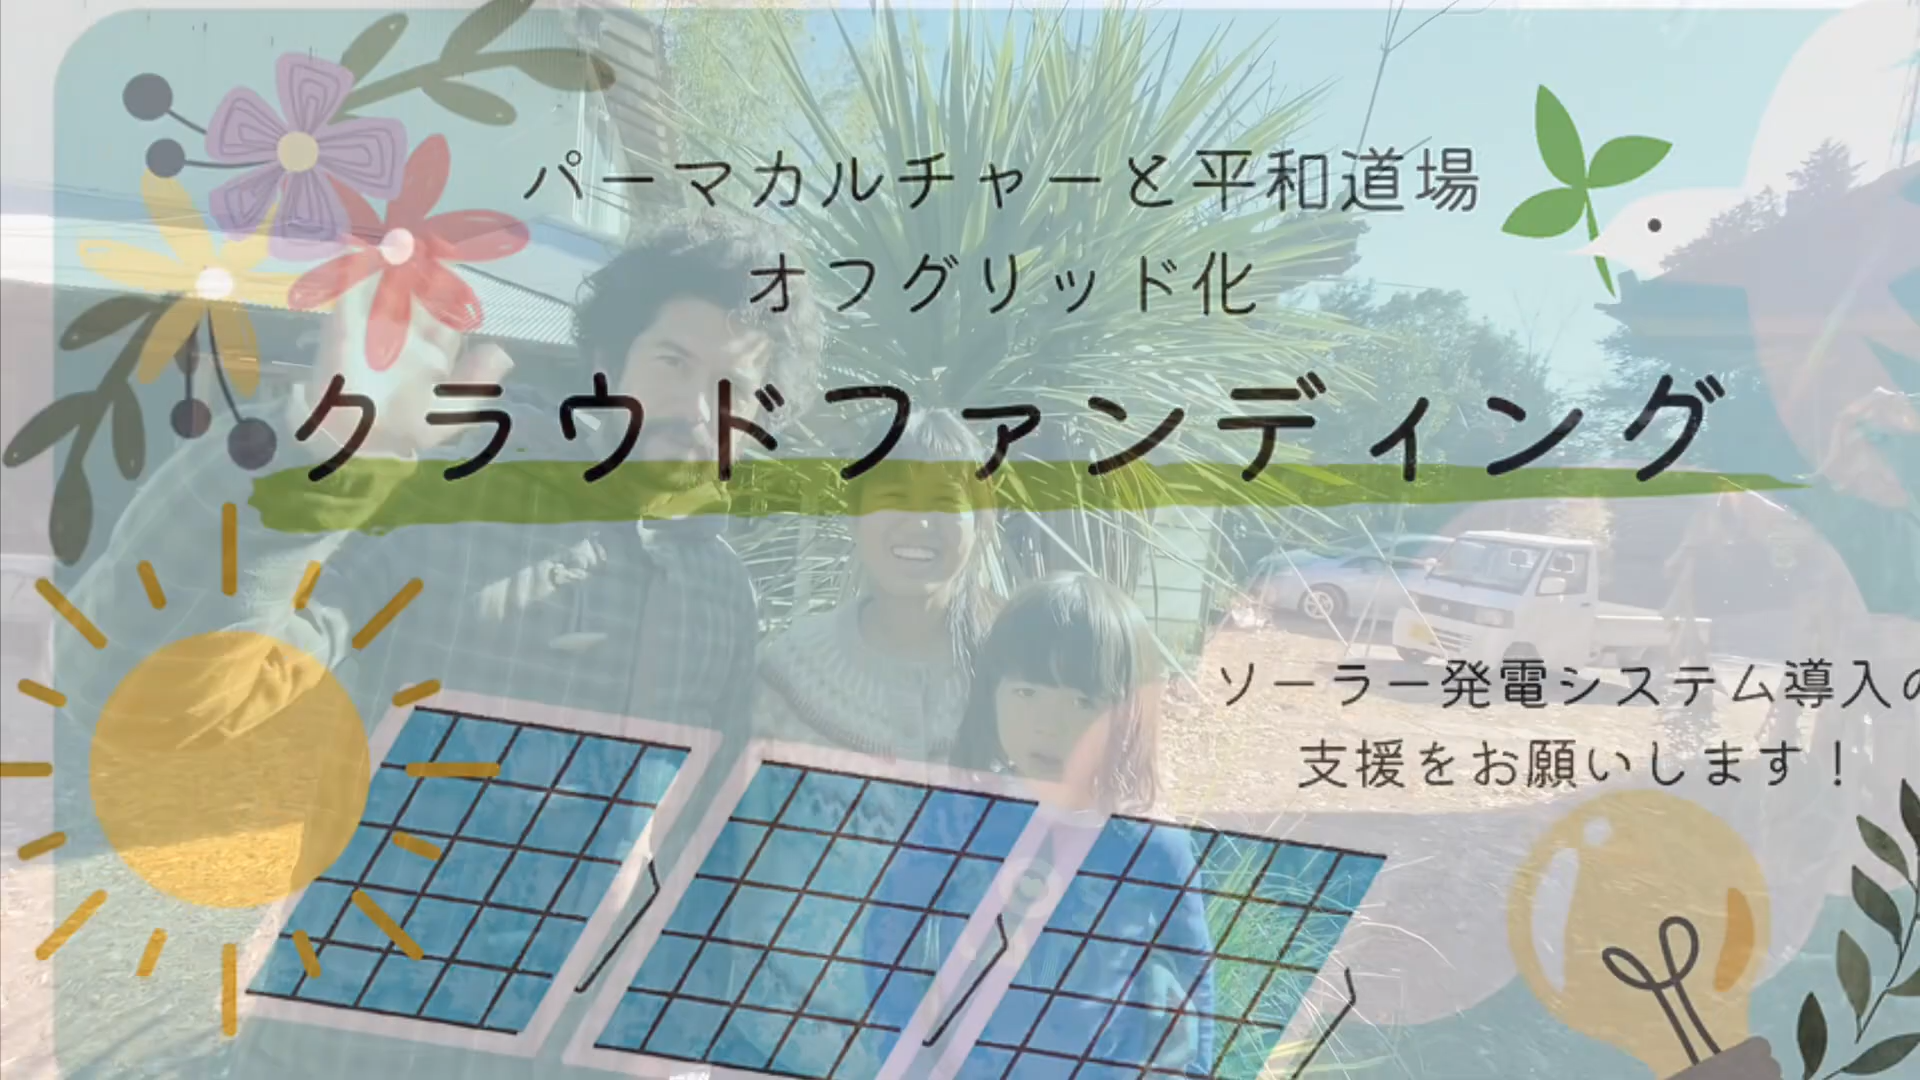 パーマカルチャーと平和道場
オフグリッド化
クラウドファンディング
ソーラー発電システム導入の
支援をお願いします！